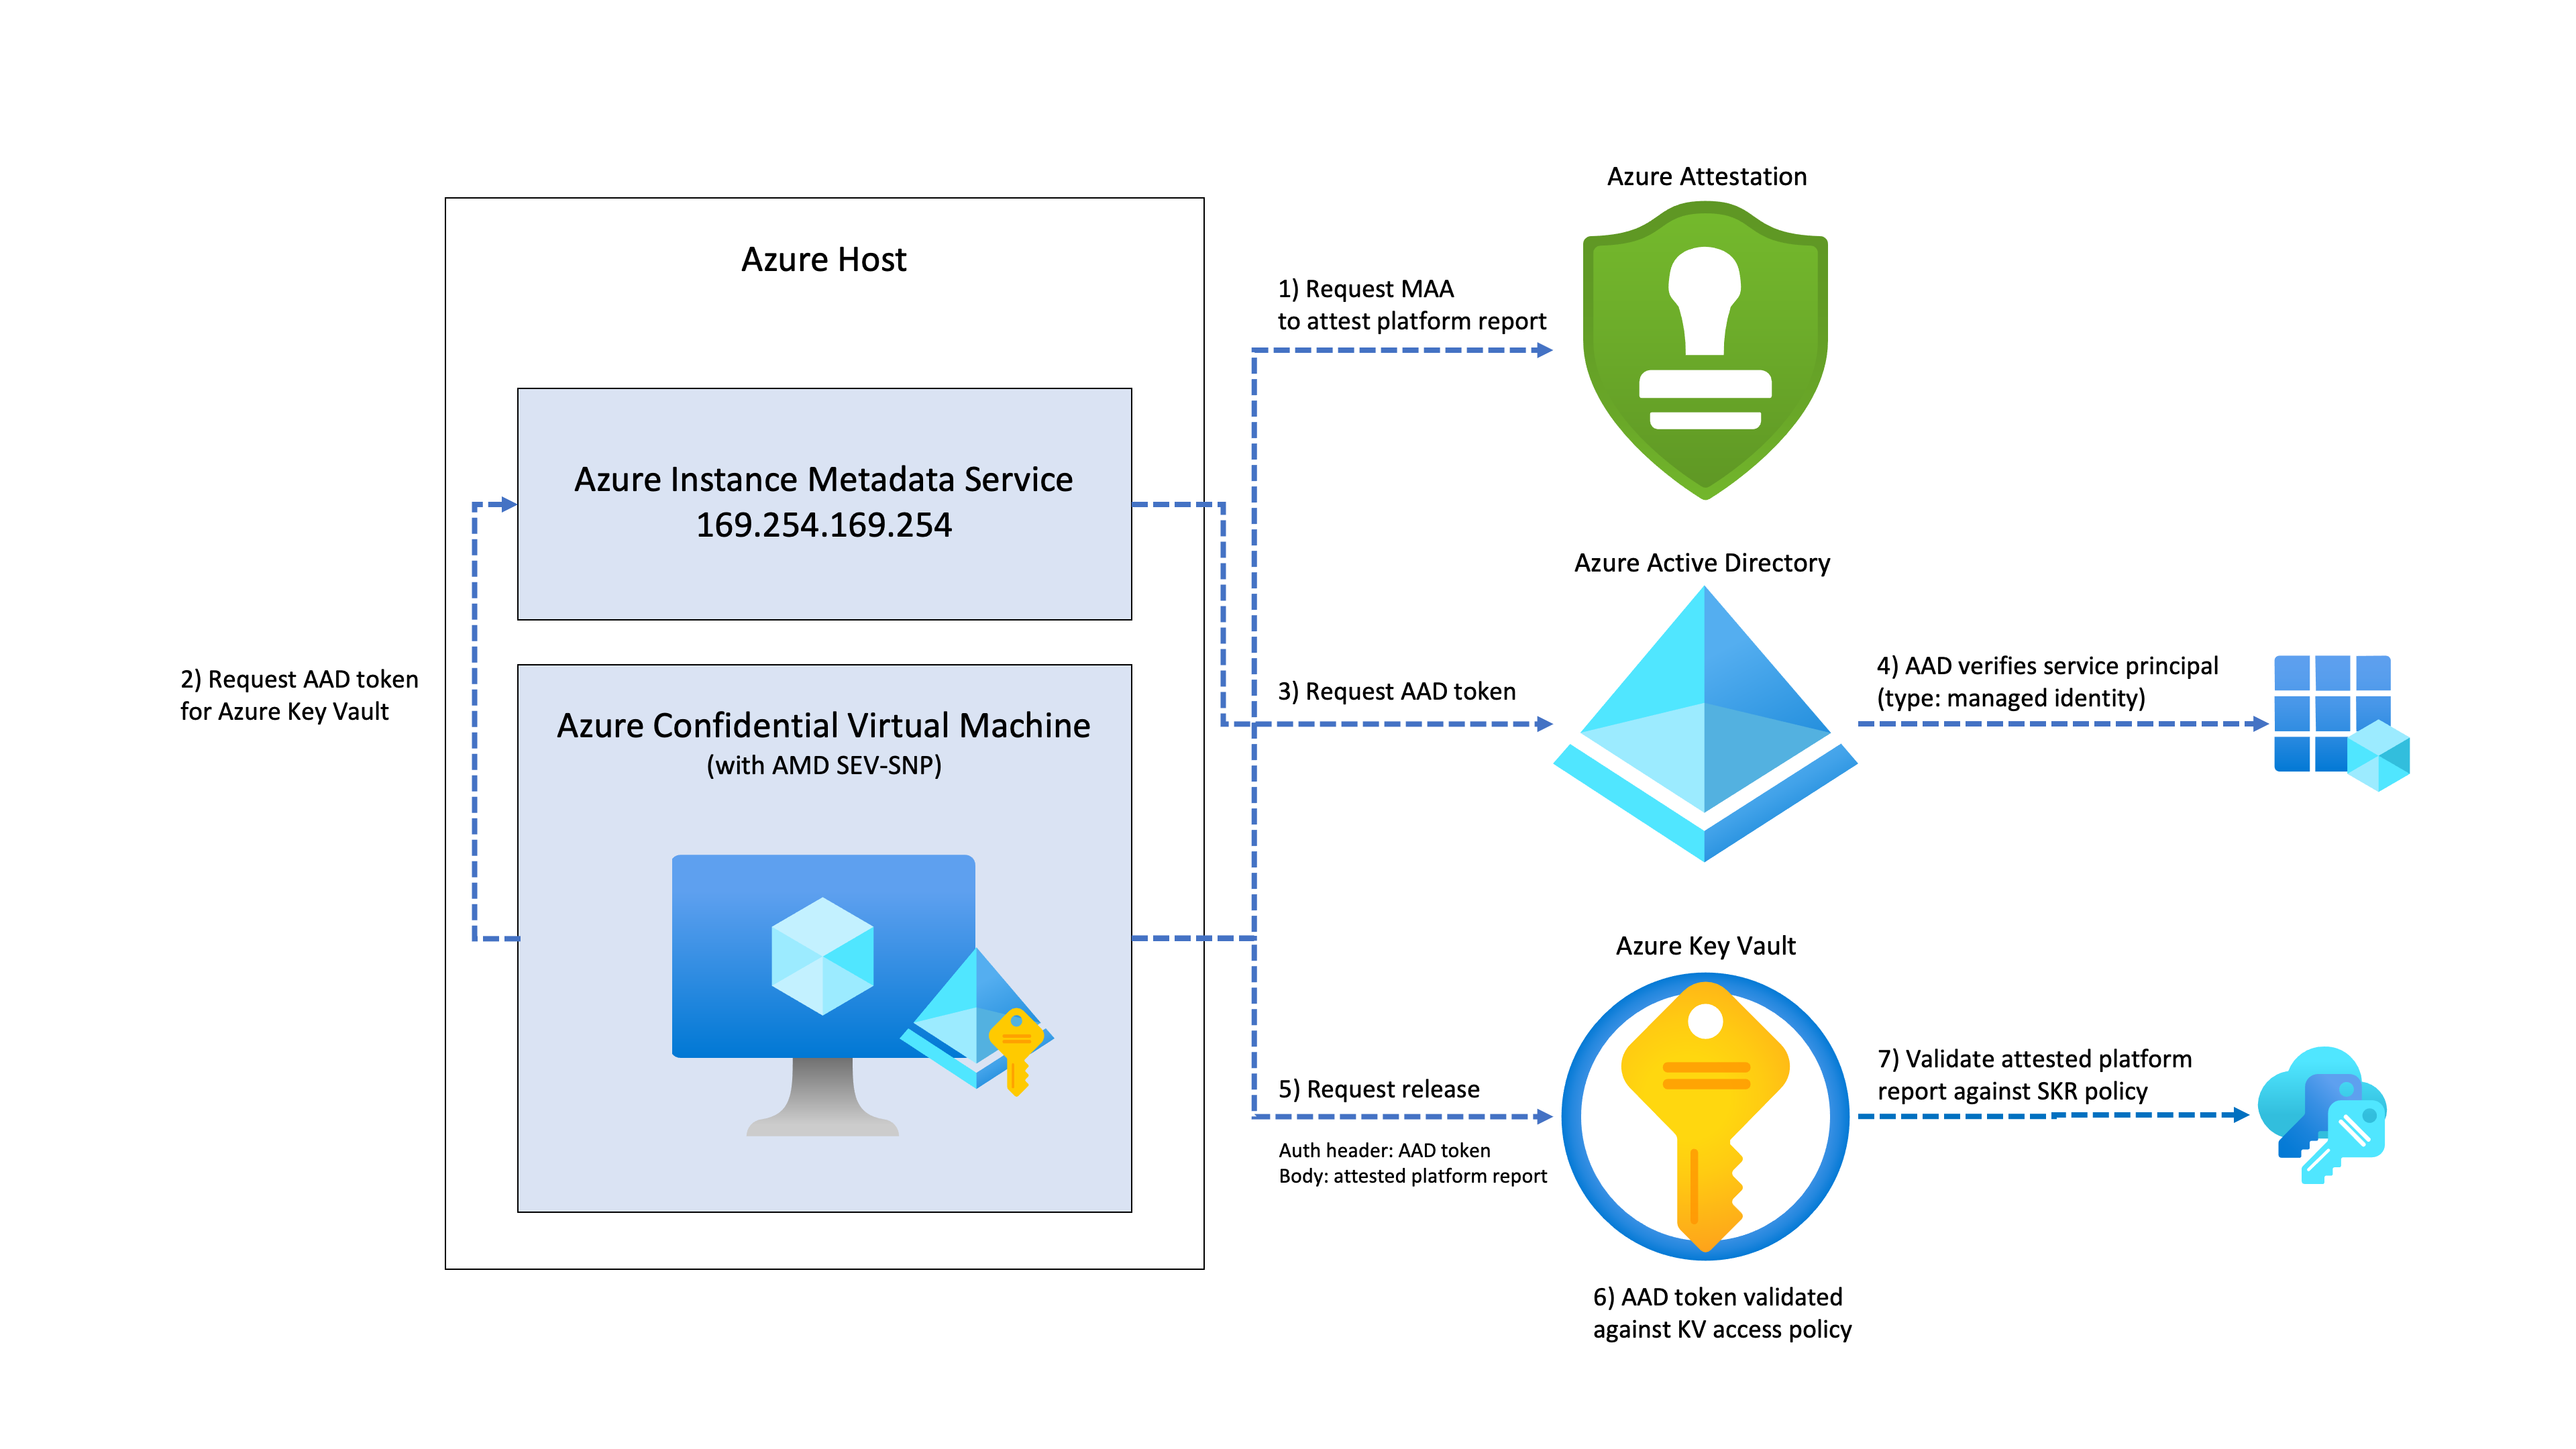 Azure Attestation
Azure Host
1) Request MAA
to attest platform report
Azure Instance Metadata Service
169.254.169.254
Azure Active Directory
2) Request AAD token
for Azure Key Vault
Azure Confidential Virtual Machine
(with AMD SEV-SNP)
3) Request AAD token
4) AAD verifies service principal
(type: managed identity)
Azure Key Vault
5) Request release
Auth header: AAD token
Body: attested platform report
7) Validate attested platform
report against SKR policy
6) AAD token validated
against KV access policy